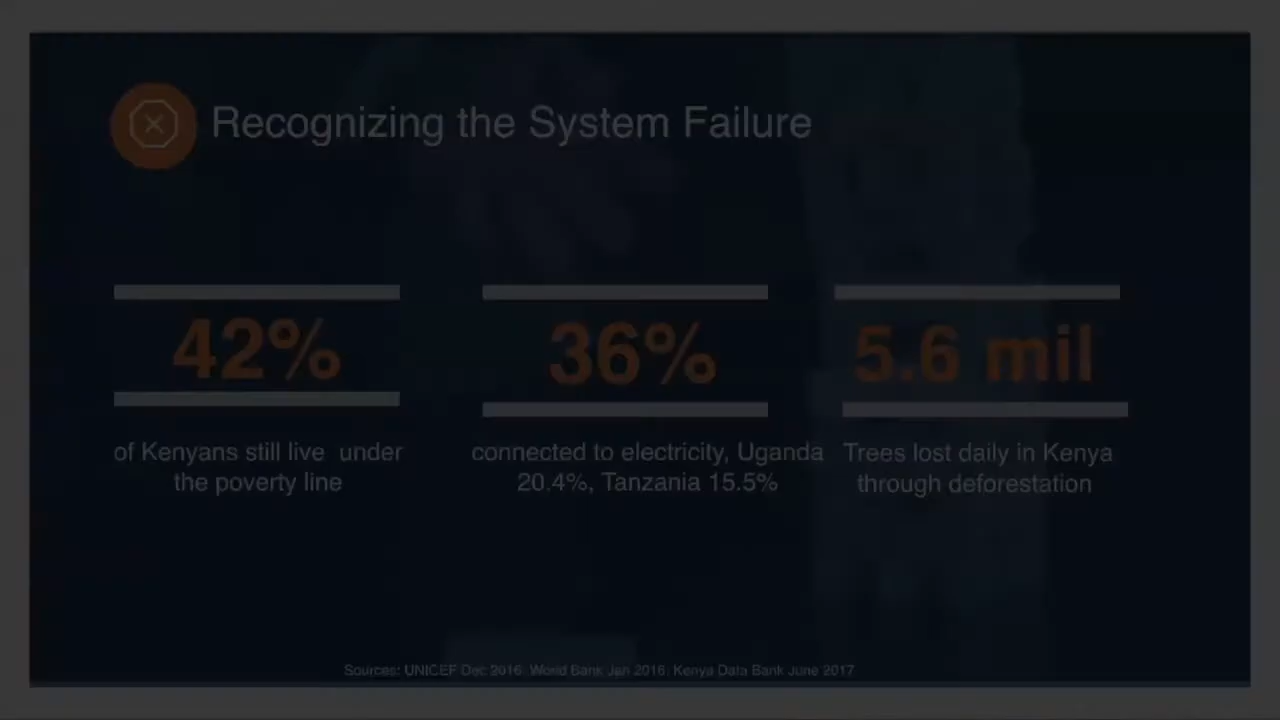 Recognizing the System Failure
42%
of Kenyans still live under
the poverty line
36%
connected to electricity, Uganda
20.4%, Tanzania 15.5%
5.6 mil
Trees lost daily in Kenya
through deforestation
Sources: UNICEF Dec 2016, World Bank Jan 2016, Kenya Data Bank June 2017